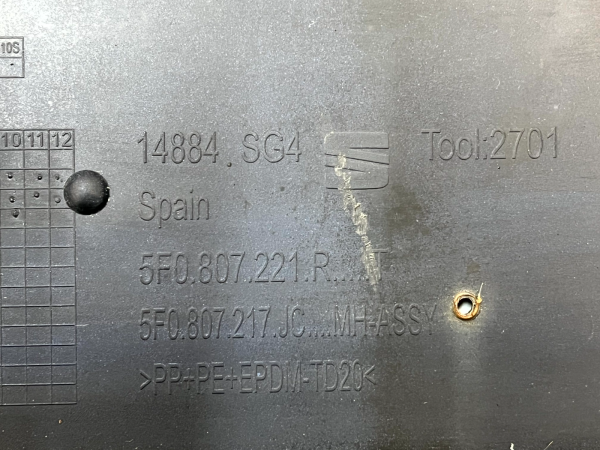 10S
10 11 12
14884. SG4 Tool:2701
Spain
5F0.807.221.R.....T
5F0.807.217.JC....MH-ASSY
>PP+PE+EPDM-TD20<